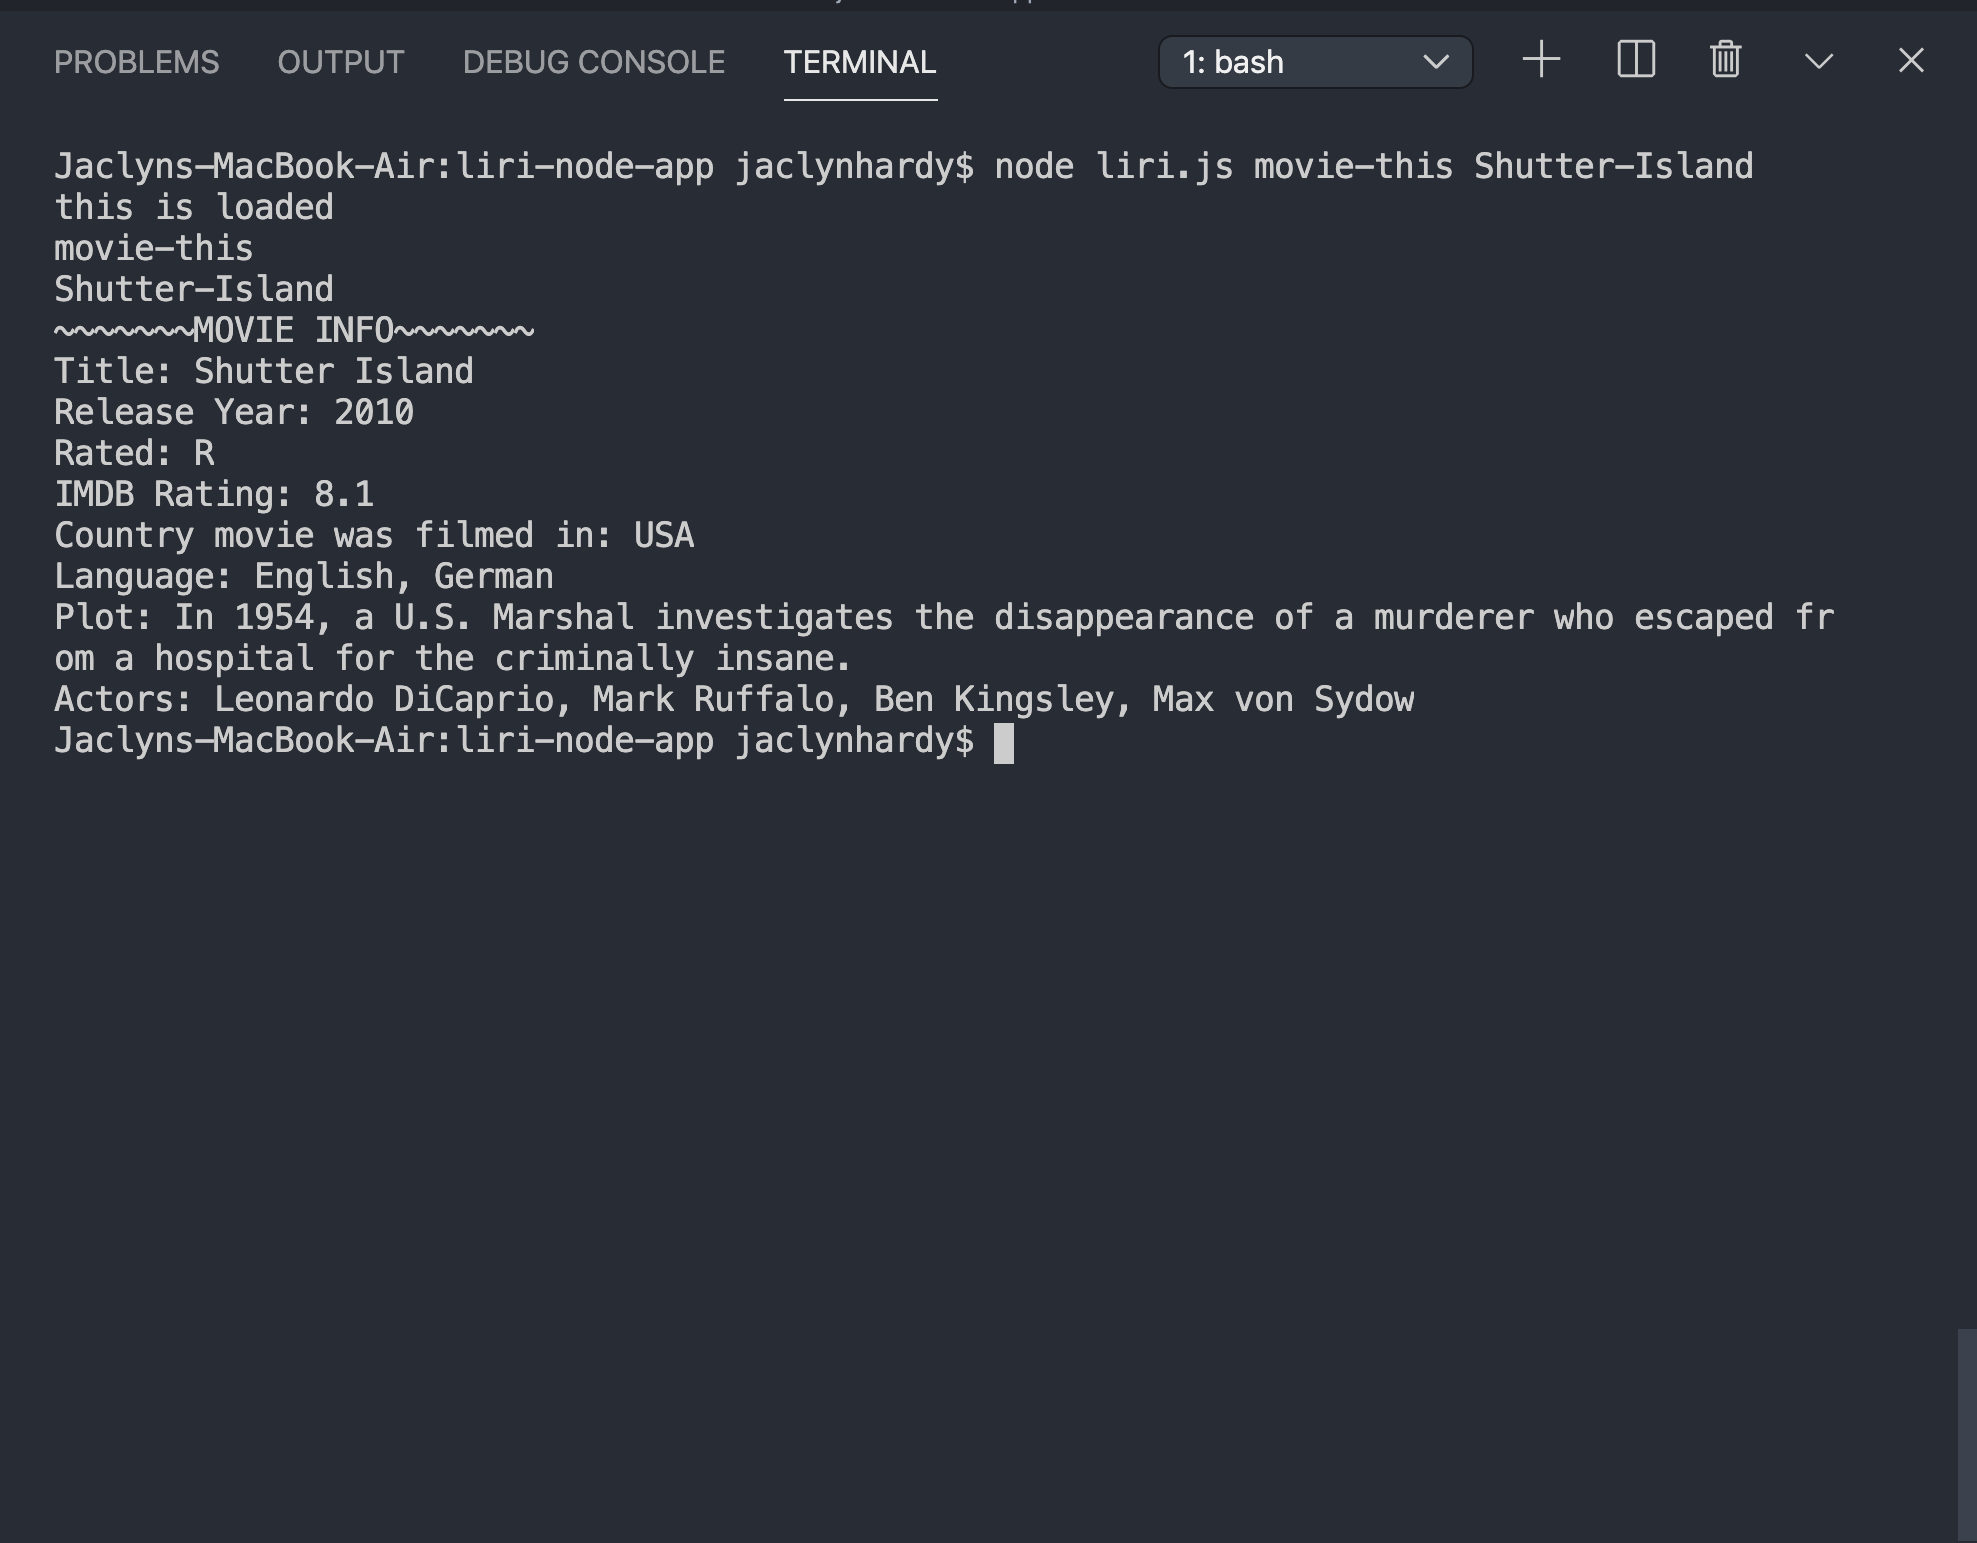 PROBLEMS OUTPUT DEBUG CONSOLE TERMINAL 1: bash
Jaclyns-MacBook-Air:liri-node-app jaclynhardy$ node liri.js movie-this Shutter-Island
this is loaded
movie-this
Shutter-Island
~~~~~~~MOVIE INFO~~~~~~~
Title: Shutter Island
Release Year: 2010
Rated: R
IMDB Rating: 8.1
Country movie was filmed in: USA
Language: English, German
Plot: In 1954, a U.S. Marshal investigates the disappearance of a murderer who escaped fr
om a hospital for the criminally insane.
Actors: Leonardo DiCaprio, Mark Ruffalo, Ben Kingsley, Max von Sydow
Jaclyns-MacBook-Air:liri-node-app jaclynhardy$